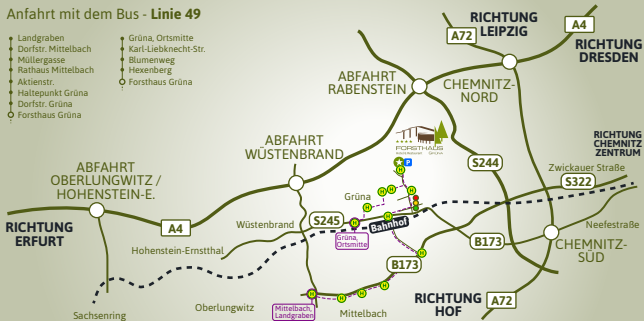 Anfahrt mit dem Bus - Linie 49
Landgraben
Dorfstr. Mittelbach
Müllergasse
Rathaus Mittelbach
Aktienstr.
Haltepunkt Grüna
Dorfstr. Grüna
Forsthaus Grüna
Grüna, Ortsmitte
Karl-Liebknecht-Str.
Blumenweg
Hexenberg
Forsthaus Grüna
RICHTUNG
LEIPZIG
A72
A4
RICHTUNG
DRESDEN
ABFAHRT
RABENSTEIN
CHEMNITZ-
NORD
FORSTHAUS
P
H
H
H
H
H
H
H
H
H
H
H
H
H
H
ABFAHRT
WÜSTENBRAND
S244
RICHTUNG
CHEMNITZ
ZENTRUM
Zwickauer Straße
S322
ABFAHRT
OBERLUNGWITZ /
HOHENSTEIN-E.
Grüna
RICHTUNG
ERFURT
A4
Wüstenbrand
S245
Bahnhof
Grüna,
Ortsmitte
Neefestraße
B173
CHEMNITZ-
SÜD
Hohenstein-Ernstthal
B173
Sachsenring
Oberlungwitz
Mittelbach,
Landgraben
Mittelbach
RICHTUNG
HOF
A72